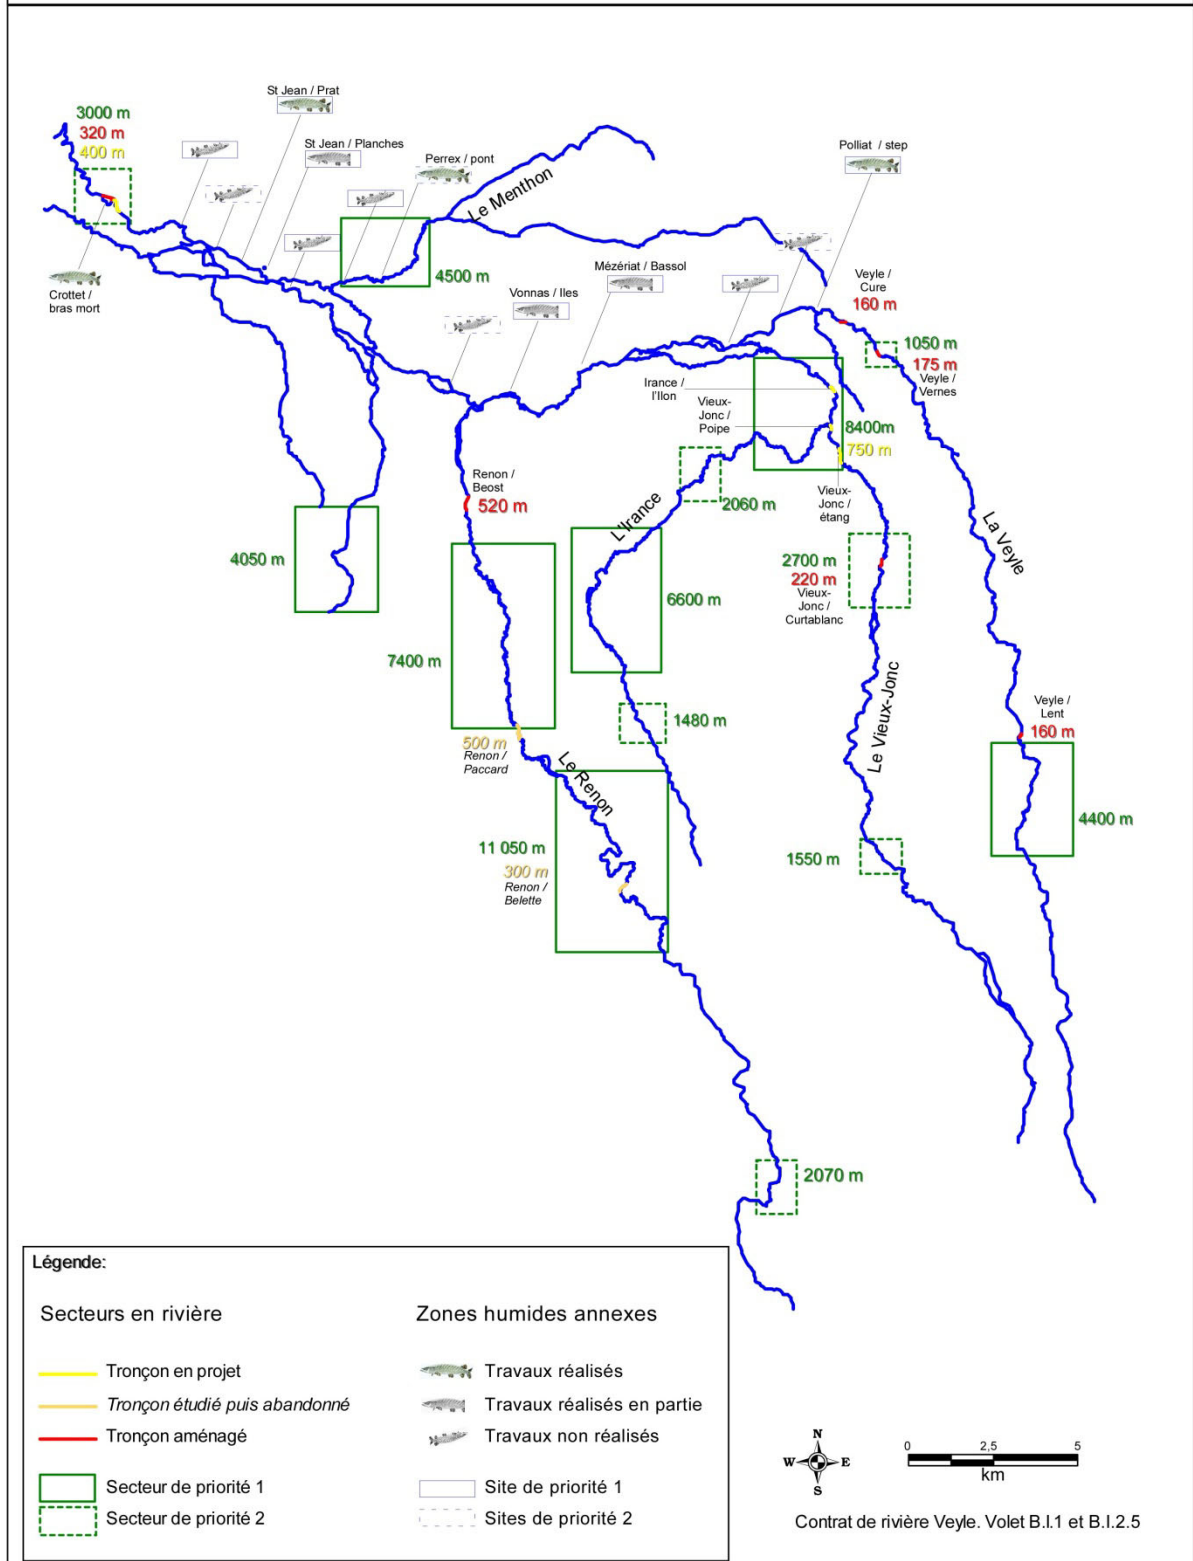 St Jean / Prat
3000 m
320 m
400 m
St Jean / Planches
Perrex / pont
Polliat / step
Le Menthon
4500 m
Crottet /
bras mort
Mézériat / Bassol
Vonnas / Iles
Veyle /
Cure
160 m
1050 m
175 m
Veyle /
Vernes
Irance /
l'Ilon
Vieux-
Jonc /
Poipe
8400m
750 m
Vieux-
Jonc /
étang
Renon /
Beost
520 m
L'Irance
2060 m
4050 m
6600 m
7400 m
2700 m
220 m
Vieux-
Jonc /
Curtablanc
La Veyle
Le Vieux-Jonc
1480 m
Veyle /
Lent
160 m
500 m
Renon /
Paccard
Le Renon
4400 m
11 050 m
300 m
Renon /
Belette
1550 m
2070 m
Légende:
Secteurs en rivière
Tronçon en projet
Tronçon étudié puis abandonné
Tronçon aménagé
Secteur de priorité 1
Secteur de priorité 2
Zones humides annexes
Travaux réalisés
Travaux réalisés en partie
Travaux non réalisés
Site de priorité 1
Sites de priorité 2
N
W E
S
0 2,5 5
km
Contrat de rivière Veyle. Volet B.I.1 et B.I.2.5